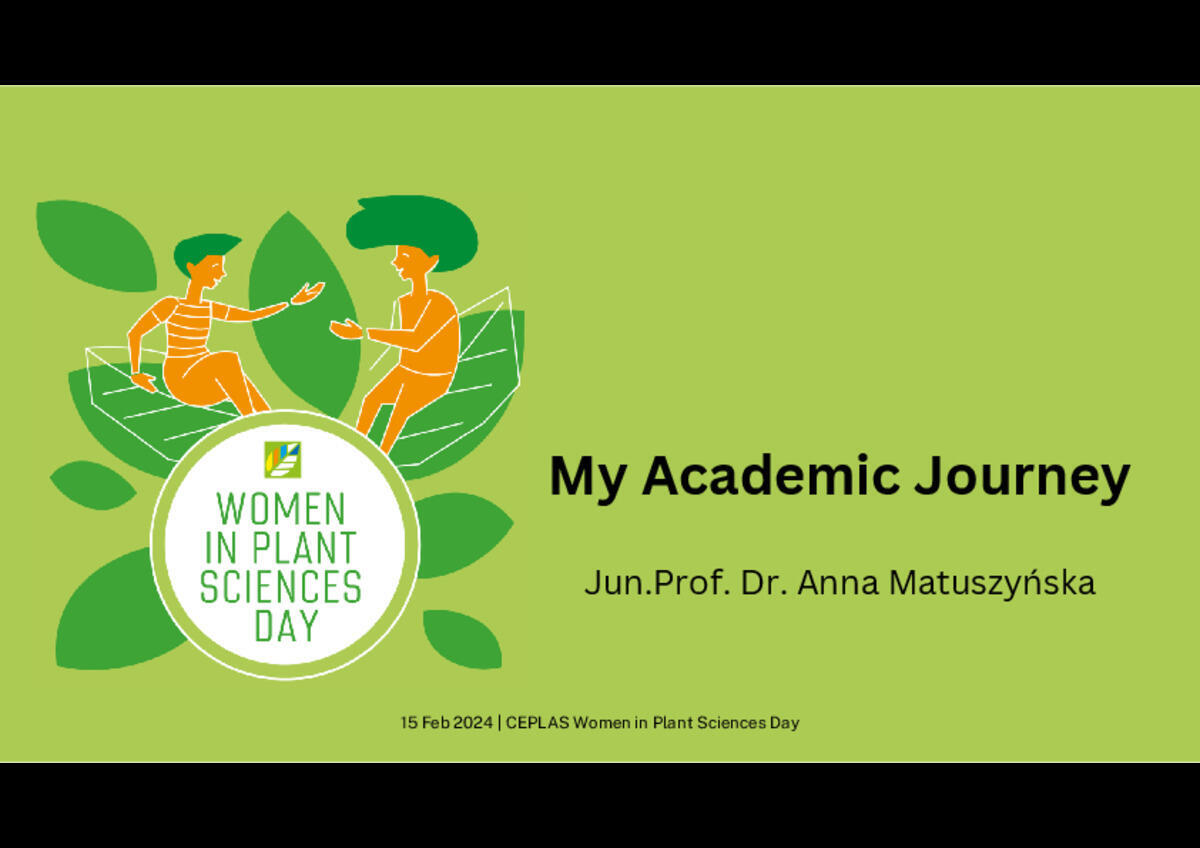 WOMEN
IN PLANT
SCIENCES
DAY
My Academic Journey
Jun.Prof. Dr. Anna Matuszyńska
15 Feb 2024 | CEPLAS Women in Plant Sciences Day